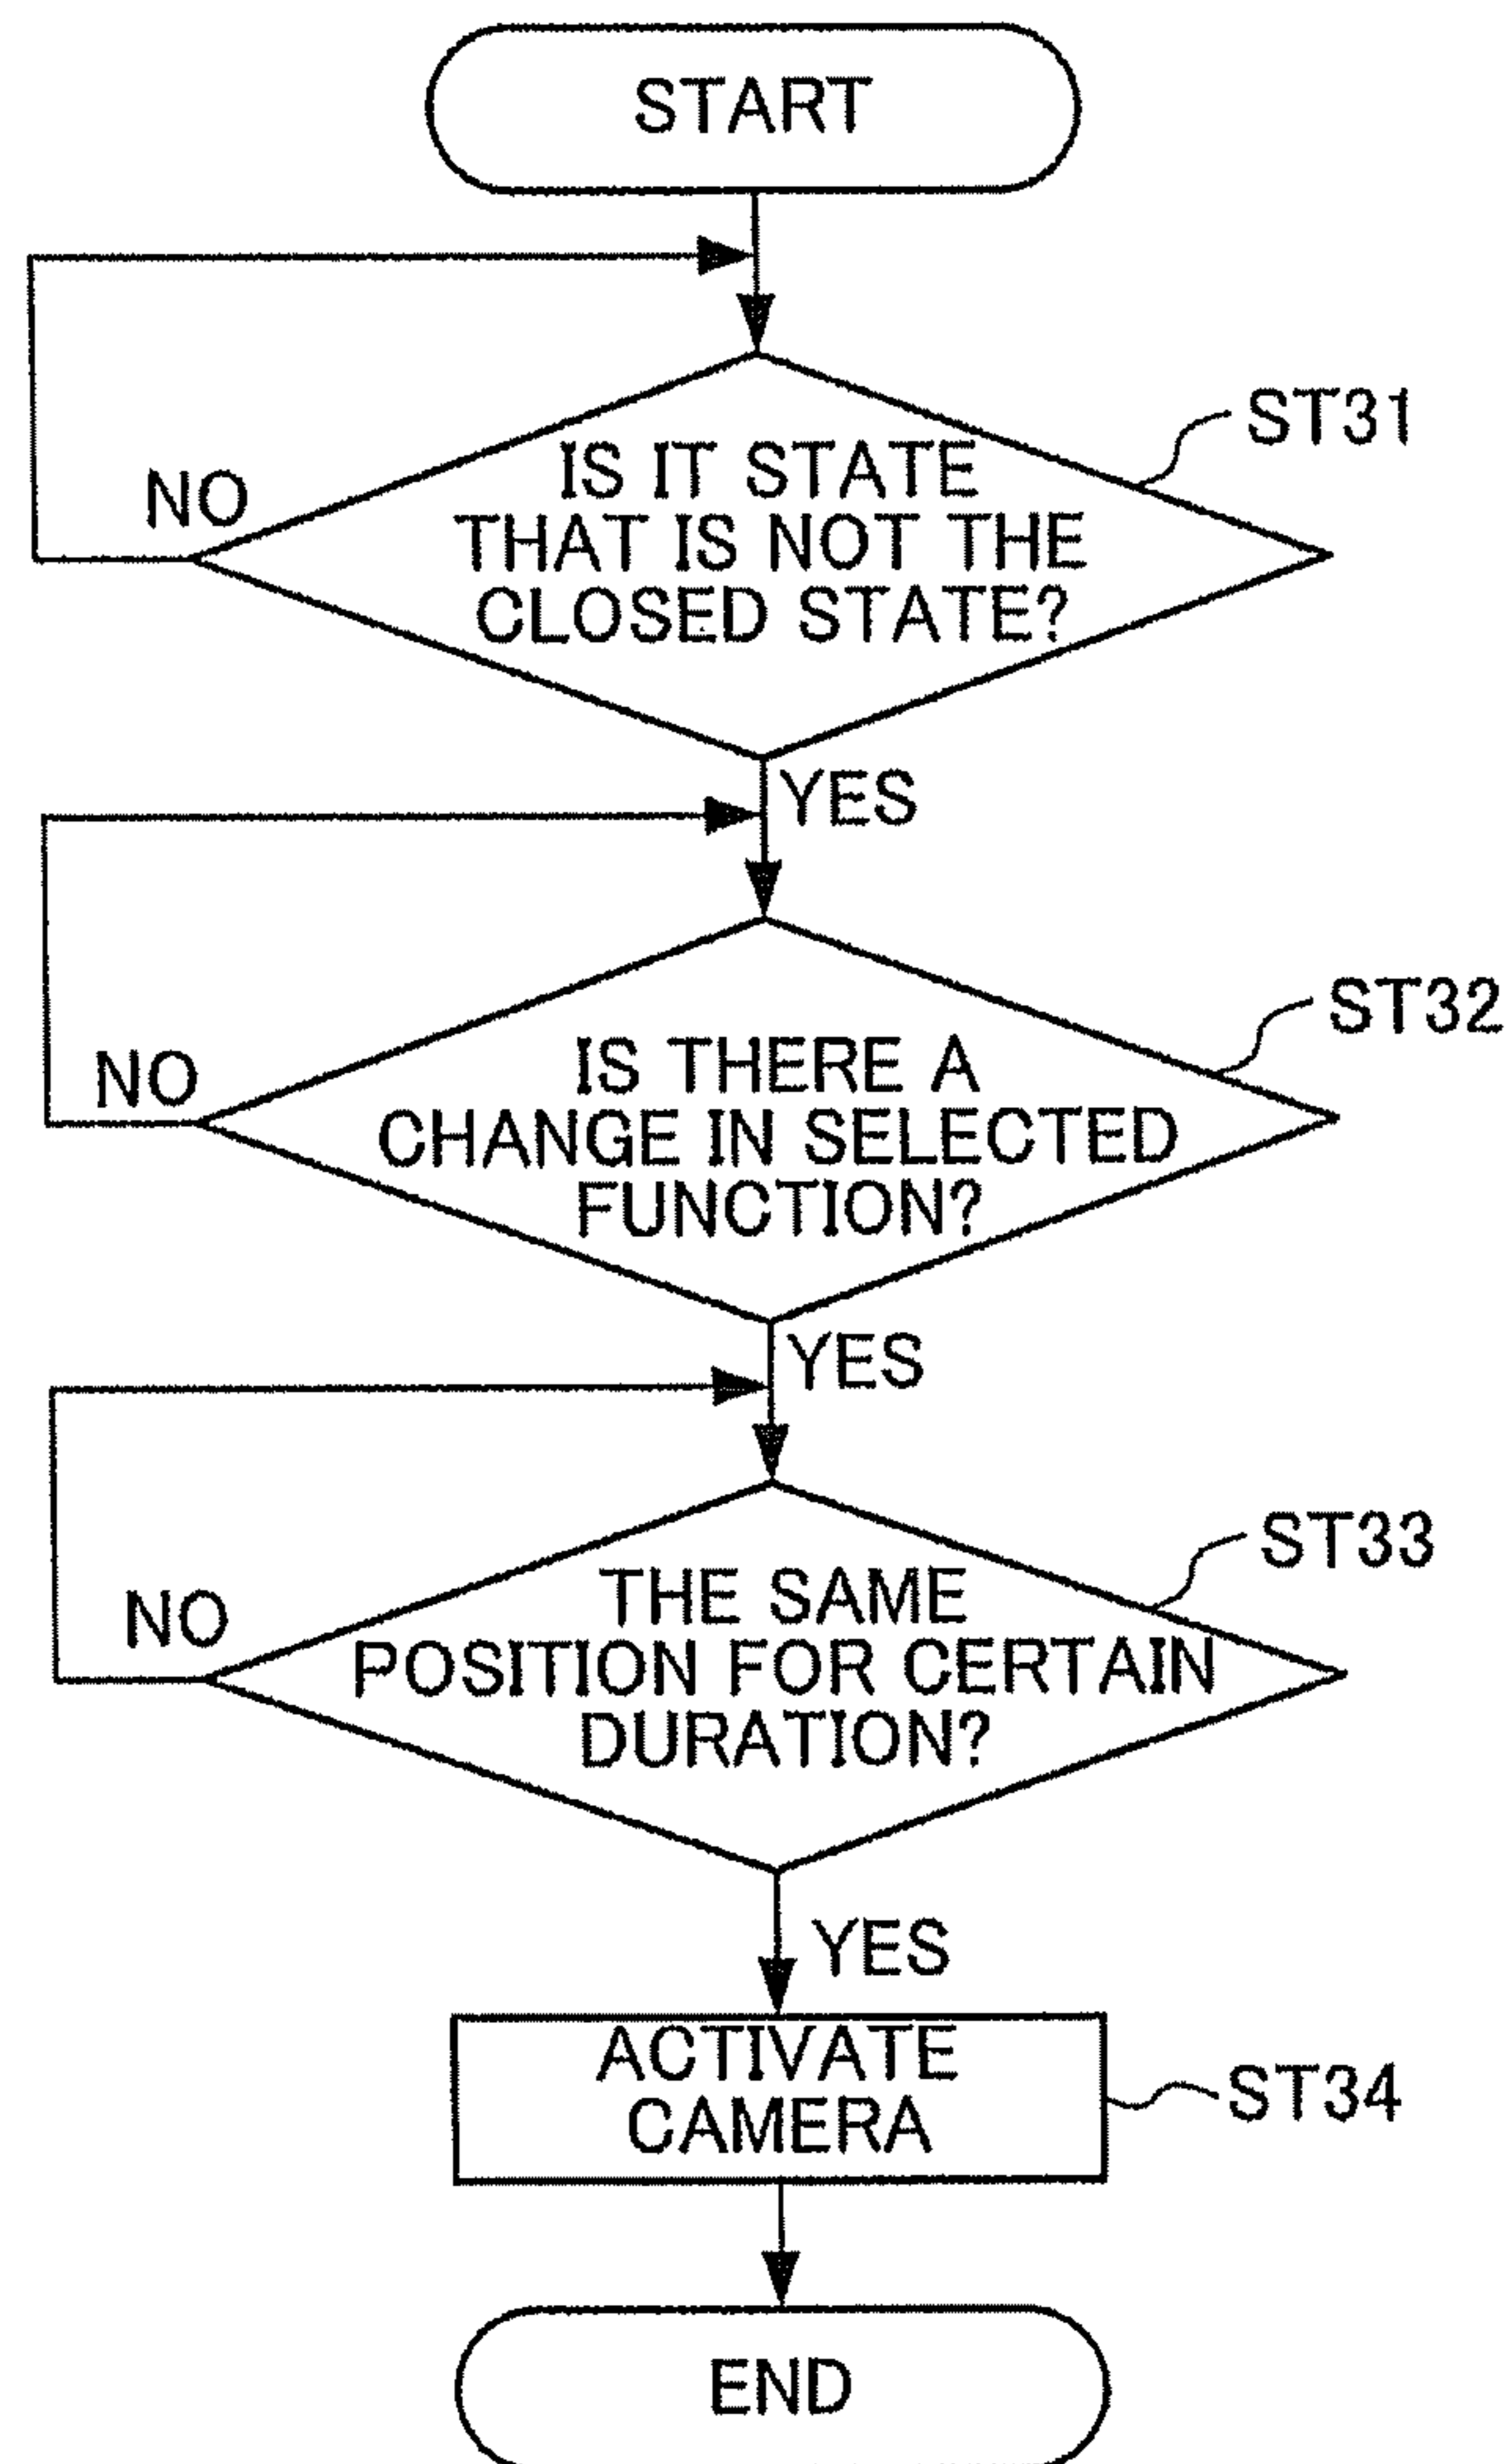 START
ST31
IS IT STATE
THAT IS NOT THE
CLOSED STATE?
NO
YES
ST32
IS THERE A
CHANGE IN SELECTED
FUNCTION?
NO
YES
ST33
THE SAME
POSITION FOR CERTAIN
DURATION?
NO
YES
ACTIVATE
CAMERA
ST34
END